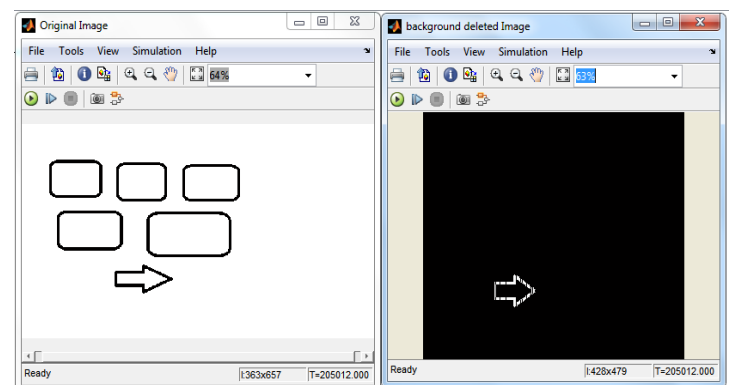 Original Image
File Tools View Simulation Help
64%
Ready I:363x657 T=205012.000
background deleted Image
File Tools View Simulation Help
63%
Ready I:428x479 T=205012.000